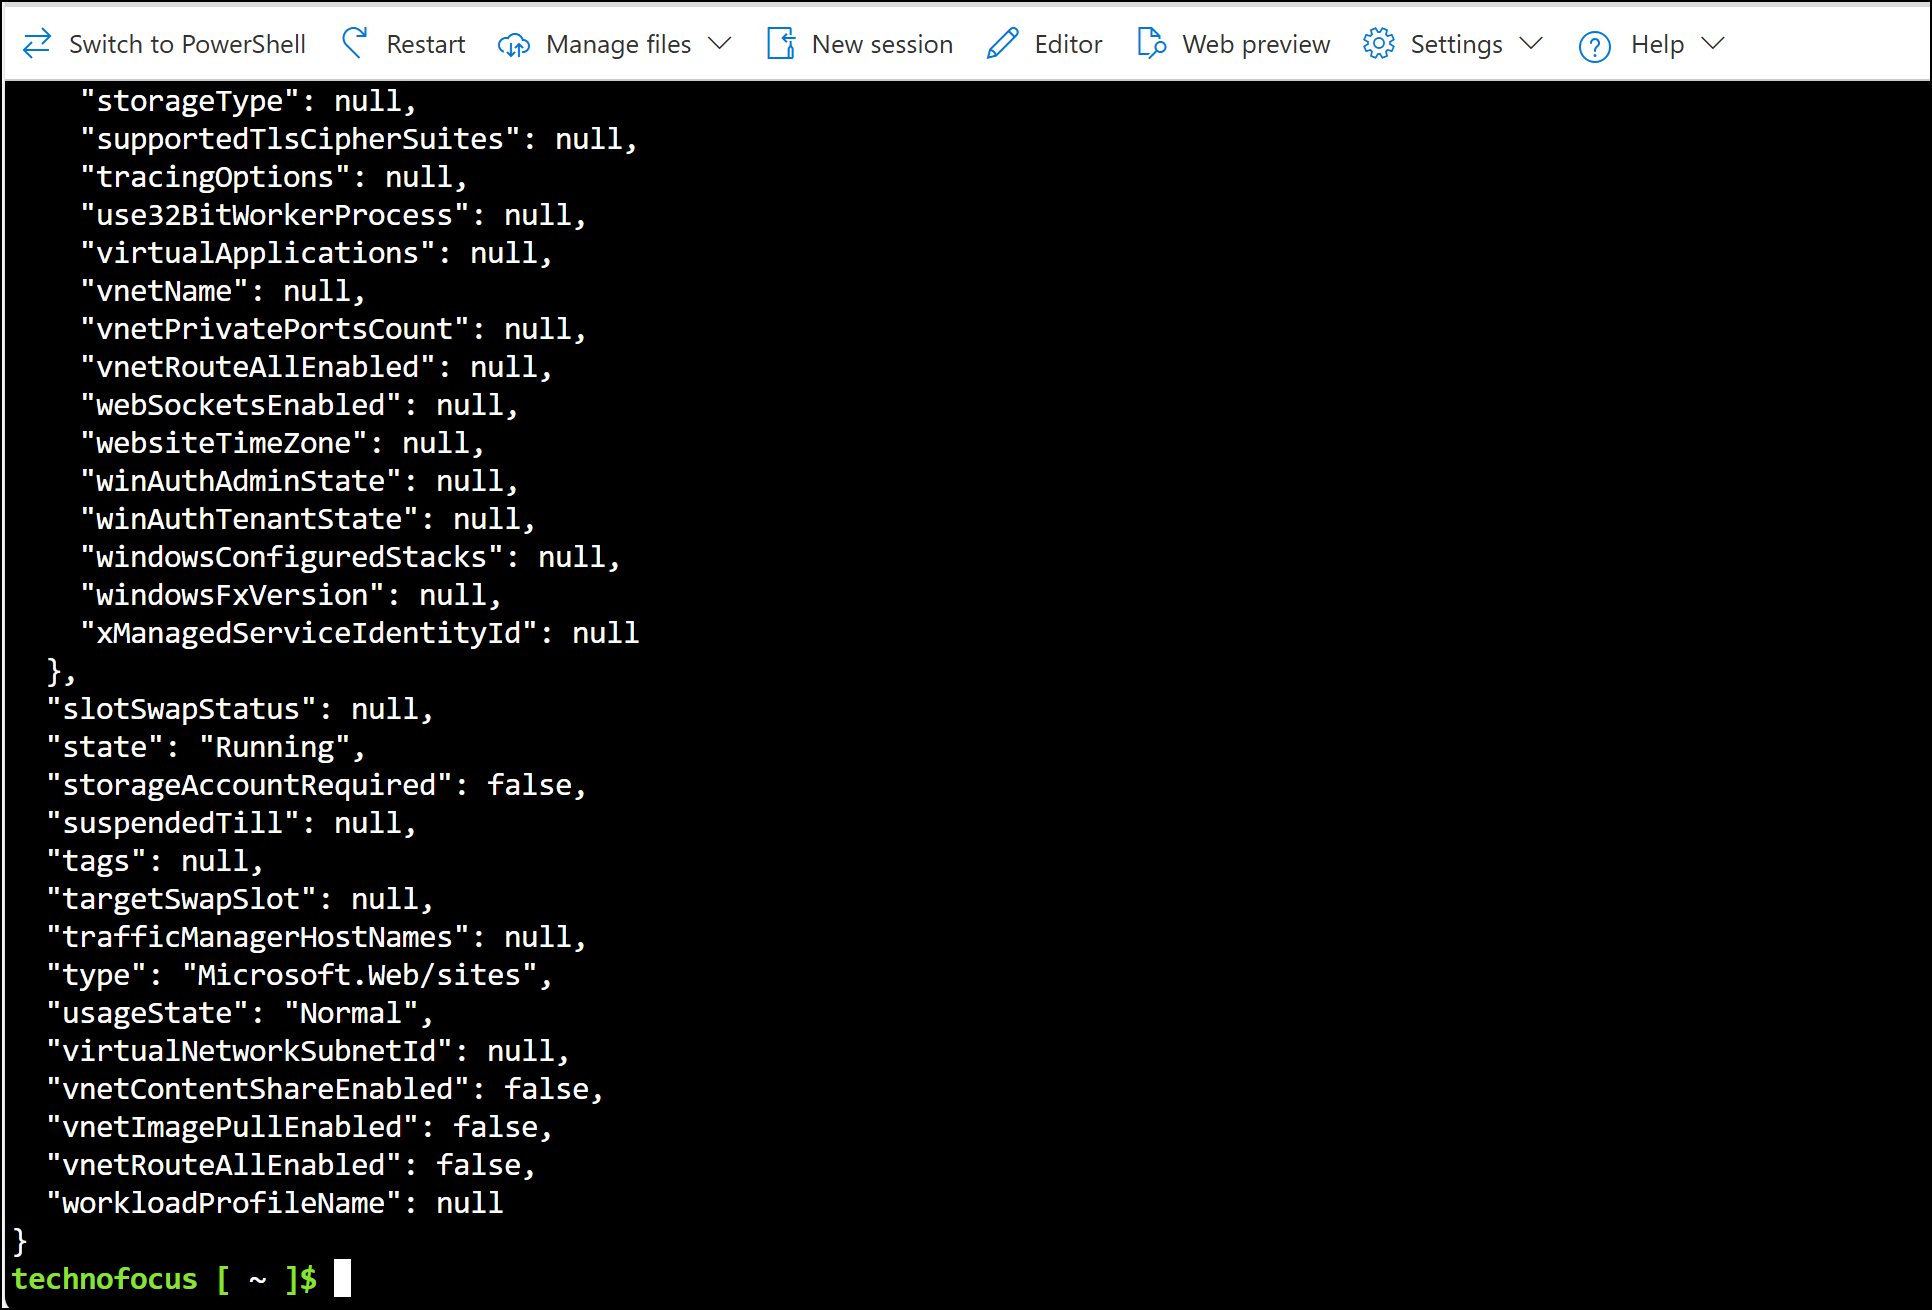 Switch to PowerShell Restart Manage files New session Editor Web preview Settings Help
"storageType": null,
"supportedTlsCipherSuites": null,
"tracingOptions": null,
"use32BitWorkerProcess": null,
"virtualApplications": null,
"vnetName": null,
"vnetPrivatePortsCount": null,
"vnetRouteAllEnabled": null,
"webSocketsEnabled": null,
"websiteTimeZone": null,
"winAuthAdminState": null,
"winAuthTenantState": null,
"windowsConfiguredStacks": null,
"windowsFxVersion": null,
"xManagedServiceIdentityId": null
},
"slotSwapStatus": null,
"state": "Running",
"storageAccountRequired": false,
"suspendedTill": null,
"tags": null,
"targetSwapSlot": null,
"trafficManagerHostNames": null,
"type": "Microsoft.Web/sites",
"usageState": "Normal",
"virtualNetworkSubnetId": null,
"vnetContentShareEnabled": false,
"vnetImagePullEnabled": false,
"vnetRouteAllEnabled": false,
"workloadProfileName": null
}
technofocus [ ~ ]$